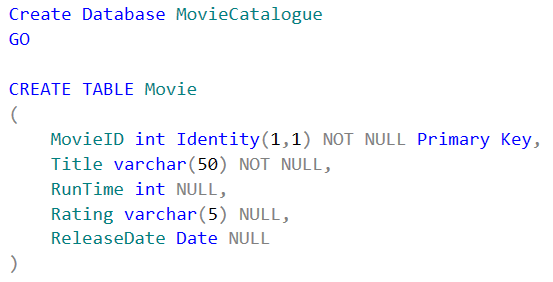 Create Database MovieCatalogue
GO
CREATE TABLE Movie
(
MovieID int Identity(1,1) NOT NULL Primary Key,
Title varchar(50) NOT NULL,
RunTime int NULL,
Rating varchar(5) NULL,
ReleaseDate Date NULL
)